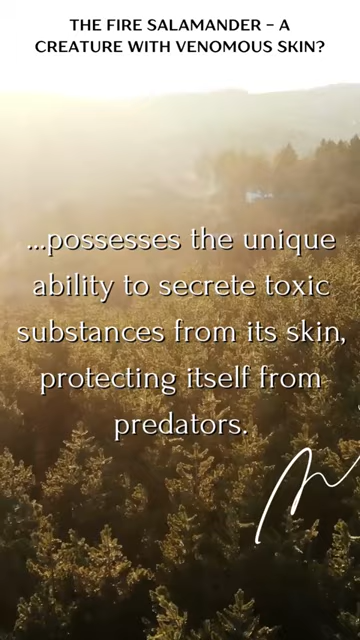 THE FIRE SALAMANDER – A
CREATURE WITH VENOMOUS SKIN?
...possesses the unique
ability to secrete toxic
substances from its skin,
protecting itself from
predators.